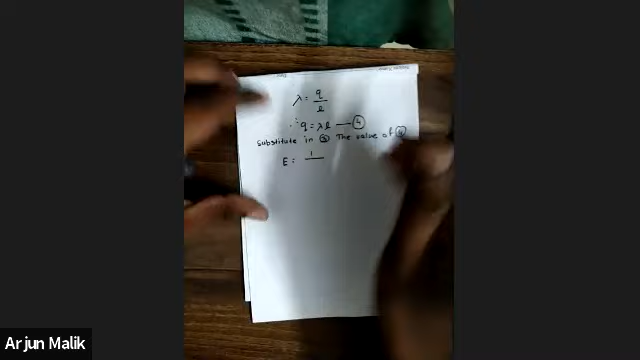 λ = q / l
∴ q = λl — ④
Substitute in ③ The value of ④
E = 1 /
Arjun Malik